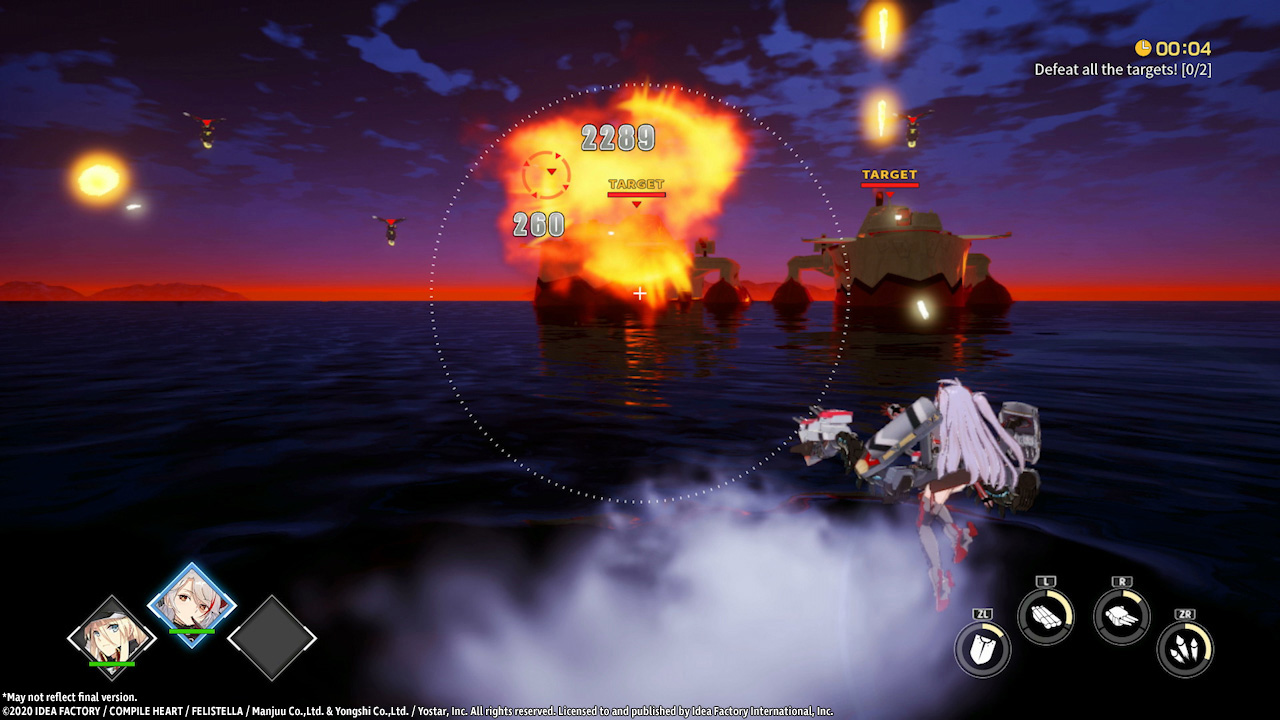 00:04
Defeat all the targets! [0/2]
2289
TARGET
TARGET
260
L
R
ZL
ZR
*May not reflect final version.
©2020 IDEA FACTORY / COMPILE HEART / FELISTELLA / Manjuu Co.,Ltd. & Yongshi Co.,Ltd. / Yostar, Inc. All rights reserved. Licensed to and published by Idea Factory International, Inc.